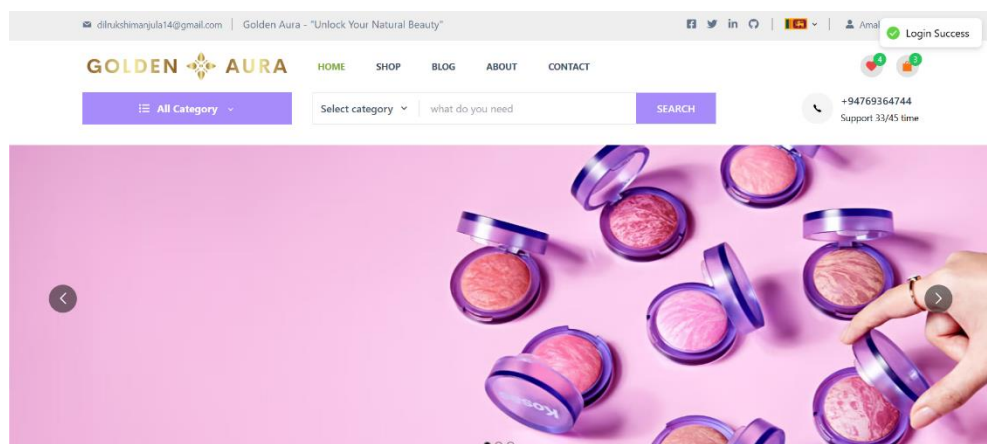 dilrukshimanjula14@gmail.com | Golden Aura - "Unlock Your Natural Beauty"
Amal
Login Success
GOLDEN AURA
HOME SHOP BLOG ABOUT CONTACT
4 3
All Category
Select category
what do you need
SEARCH
+94769364744
Support 33/45 time